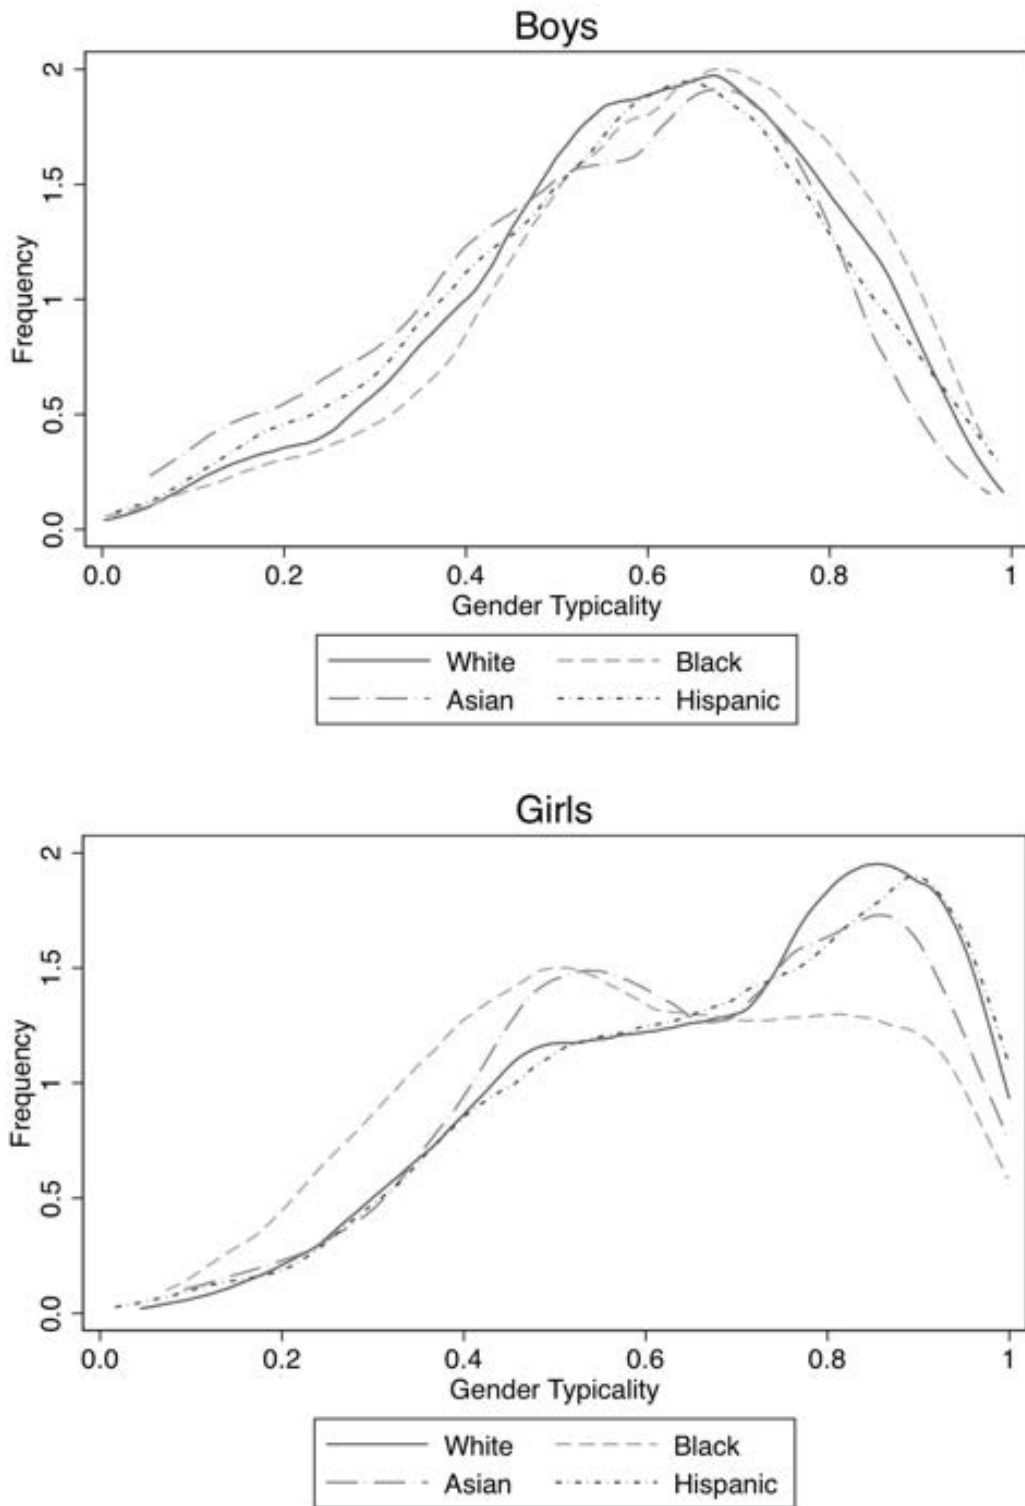 Boys
2
1.5
1
0.5
0.0
Frequency
0.0 0.2 0.4 0.6 0.8 1
Gender Typicality
White Black
Asian Hispanic
Girls
2
1.5
1
0.5
0.0
Frequency
0.0 0.2 0.4 0.6 0.8 1
Gender Typicality
White Black
Asian Hispanic